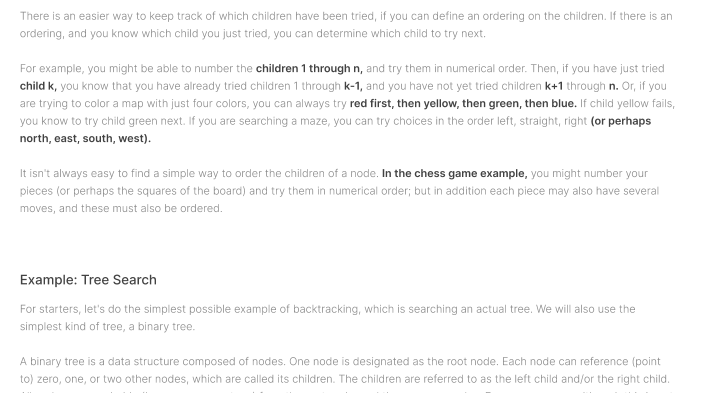 There is an easier way to keep track of which children have been tried, if you can define an ordering on the children. If there is an
ordering, and you know which child you just tried, you can determine which child to try next.
For example, you might be able to number the children 1 through n, and try them in numerical order. Then, if you have just tried
child k, you know that you have already tried children 1 through k-1, and you have not yet tried children k+1 through n. Or, if you
are trying to color a map with just four colors, you can always try red first, then yellow, then green, then blue. If child yellow fails,
you know to try child green next. If you are searching a maze, you can try choices in the order left, straight, right (or perhaps
north, east, south, west).
It isn't always easy to find a simple way to order the children of a node. In the chess game example, you might number your
pieces (or perhaps the squares of the board) and try them in numerical order; but in addition each piece may also have several
moves, and these must also be ordered.
Example: Tree Search
For starters, let's do the simplest possible example of backtracking, which is searching an actual tree. We will also use the
simplest kind of tree, a binary tree.
A binary tree is a data structure composed of nodes. One node is designated as the root node. Each node can reference (point
to) zero, one, or two other nodes, which are called its children. The children are referred to as the left child and/or the right child.